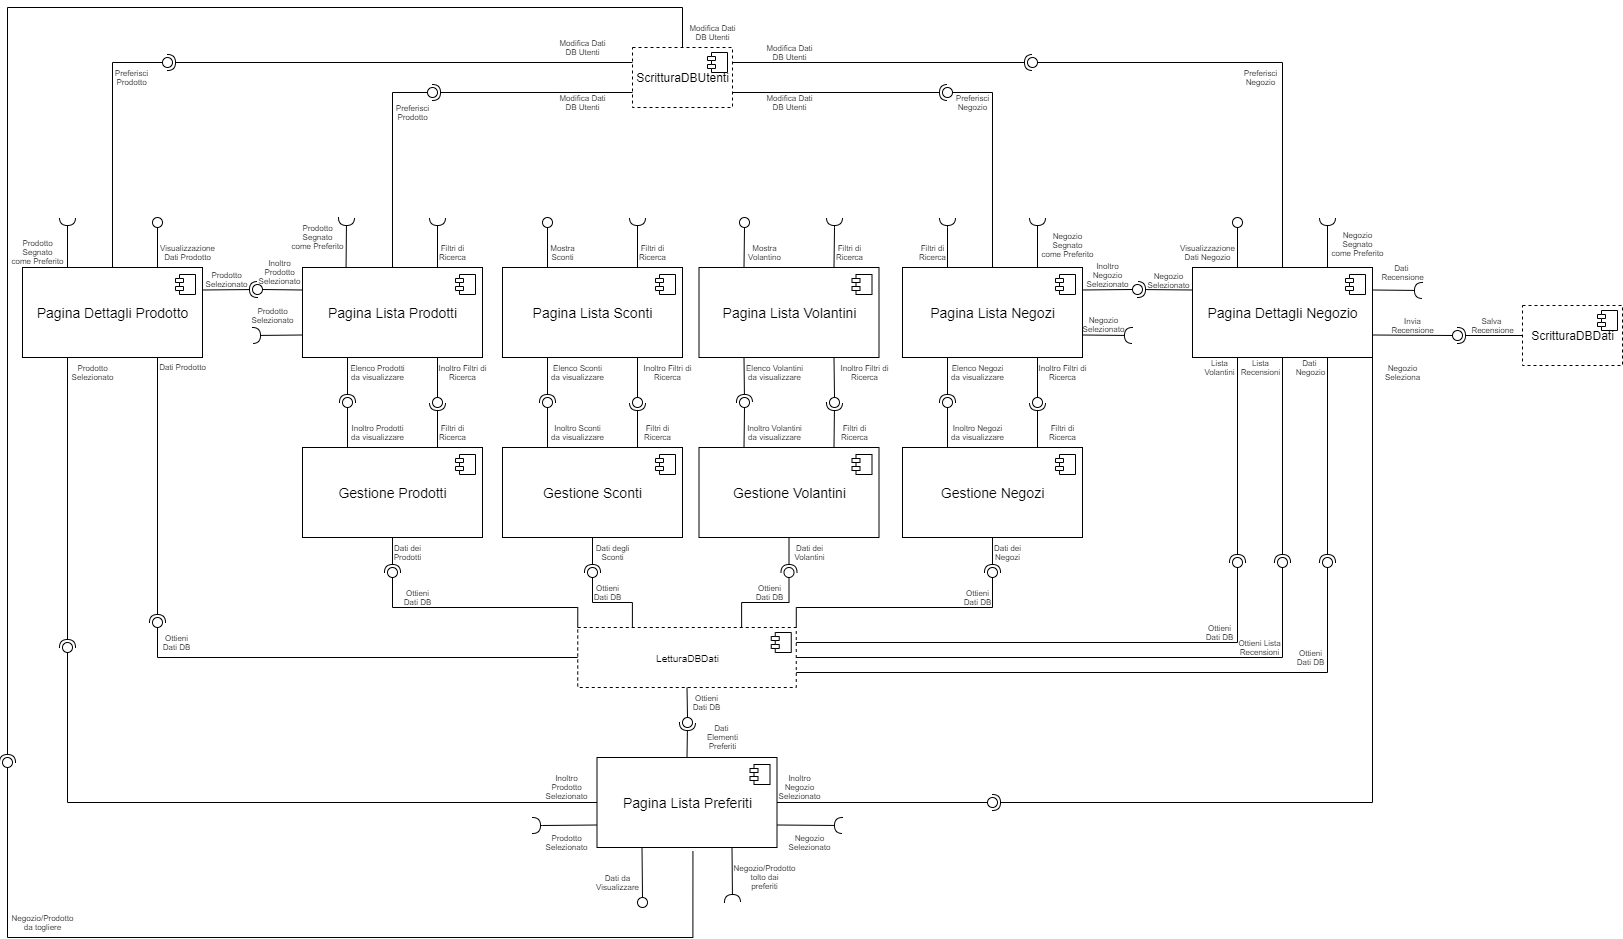 Modifica Dati
DB Utenti
Modifica Dati
DB Utenti
Modifica Dati
DB Utenti
ScritturaDBUtenti
Preferisci
Prodotto
Preferisci
Negozio
Modifica Dati
DB Utenti
Modifica Dati
DB Utenti
Preferisci
Prodotto
Preferisci
Negozio
Prodotto
Segnato
come Preferito
Visualizzazione
Dati Prodotto
Prodotto
Segnato
come Preferito
Filtri di
Ricerca
Mostra
Sconti
Filtri di
Ricerca
Mostra
Volantino
Filtri di
Ricerca
Filtri di
Ricerca
Negozio
Segnato
come Preferito
Visualizzazione
Dati Negozio
Negozio
Segnato
come Preferito
Prodotto
Selezionato
Inoltro
Prodotto
Selezionato
Inoltro
Negozio
Selezionato
Negozio
Selezionato
Dati
Recensione
Pagina Dettagli Prodotto
Prodotto
Selezionato
Pagina Lista Prodotti
Pagina Lista Sconti
Pagina Lista Volantini
Pagina Lista Negozi
Negozio
Selezionato
Pagina Dettagli Negozio
Invia
Recensione
Salva
Recensione
ScritturaDBDati
Prodotto
Selezionato
Dati Prodotto
Elenco Prodotti
da visualizzare
Inoltro Filtri di
Ricerca
Elenco Sconti
da visualizzare
Inoltro Filtri di
Ricerca
Elenco Volantini
da visualizzare
Inoltro Filtri di
Ricerca
Elenco Negozi
da visualizzare
Inoltro Filtri di
Ricerca
Lista
Volantini
Lista
Recensioni
Dati
Negozio
Negozio
Seleziona
Inoltro Prodotti
da visualizzare
Filtri di
Ricerca
Inoltro Sconti
da visualizzare
Filtri di
Ricerca
Inoltro Volantini
da visualizzare
Filtri di
Ricerca
Inoltro Negozi
da visualizzare
Filtri di
Ricerca
Gestione Prodotti
Gestione Sconti
Gestione Volantini
Gestione Negozi
Dati dei
Prodotti
Dati degli
Sconti
Dati dei
Volantini
Dati dei
Negozi
Ottieni
Dati DB
Ottieni
Dati DB
Ottieni
Dati DB
Ottieni
Dati DB
Ottieni
Dati DB
LetturaDBDati
Ottieni
Dati DB
Ottieni Lista
Recensioni
Ottieni
Dati DB
Ottieni
Dati DB
Dati
Elementi
Preferiti
Inoltro
Prodotto
Selezionato
Pagina Lista Preferiti
Inoltro
Negozio
Selezionato
Prodotto
Selezionato
Negozio
Selezionato
Dati da
Visualizzare
Negozio/Prodotto
tolto dai
preferiti
Negozio/Prodotto
da togliere